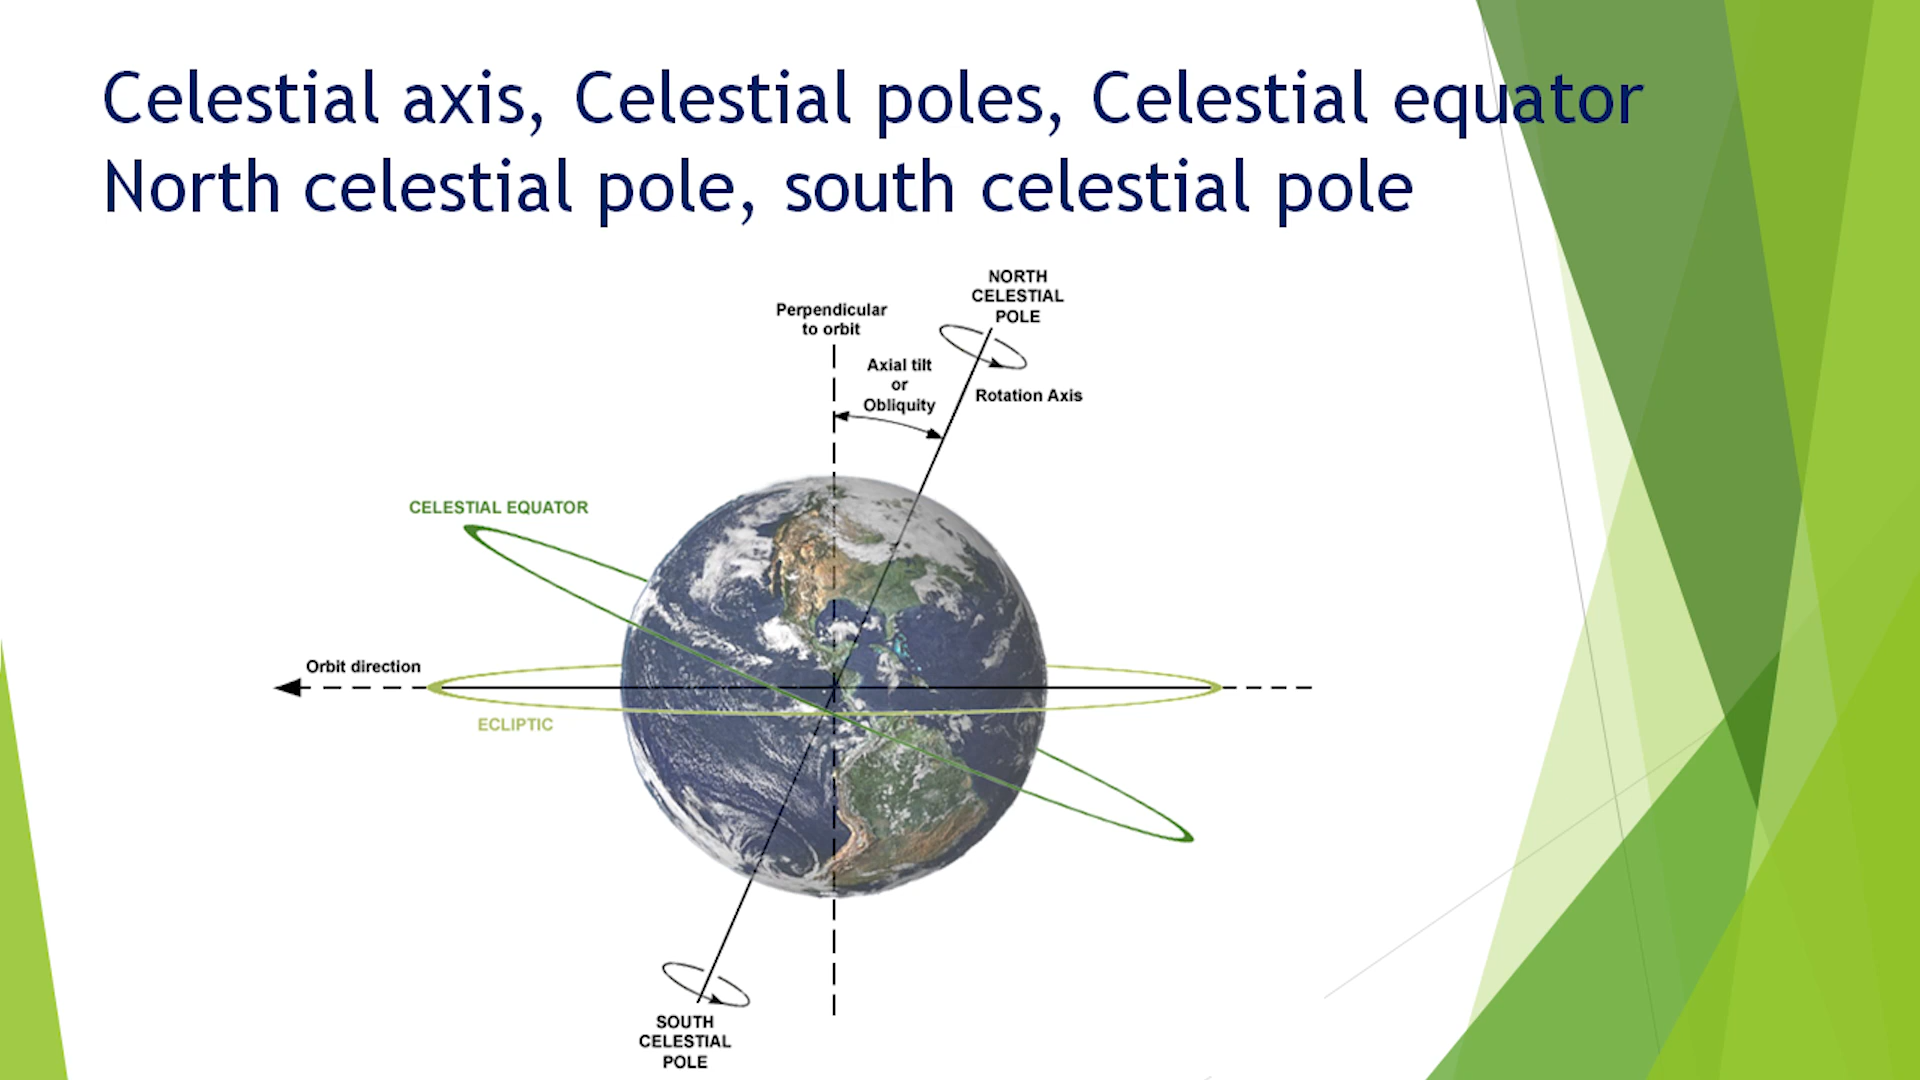 Celestial axis, Celestial poles, Celestial equator
North celestial pole, south celestial pole
NORTH
CELESTIAL
POLE
Perpendicular
to orbit
Axial tilt
or
Obliquity
Rotation Axis
CELESTIAL EQUATOR
Orbit direction
ECLIPTIC
SOUTH
CELESTIAL
POLE